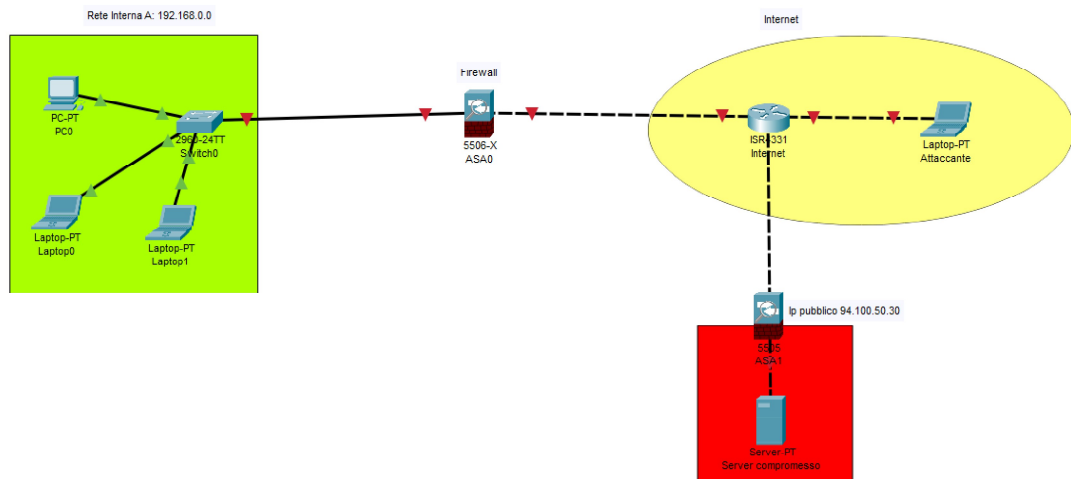 Rete Interna A: 192.168.0.0
Internet
PC-PT
PC0
2960-24TT
Switch0
Laptop-PT
Laptop0
Laptop-PT
Laptop1
Firewall
5506-X
ASA0
ISR4331
Internet
Laptop-PT
Attaccante
Ip pubblico 94.100.50.30
5505
ASA1
Server-PT
Server compromesso